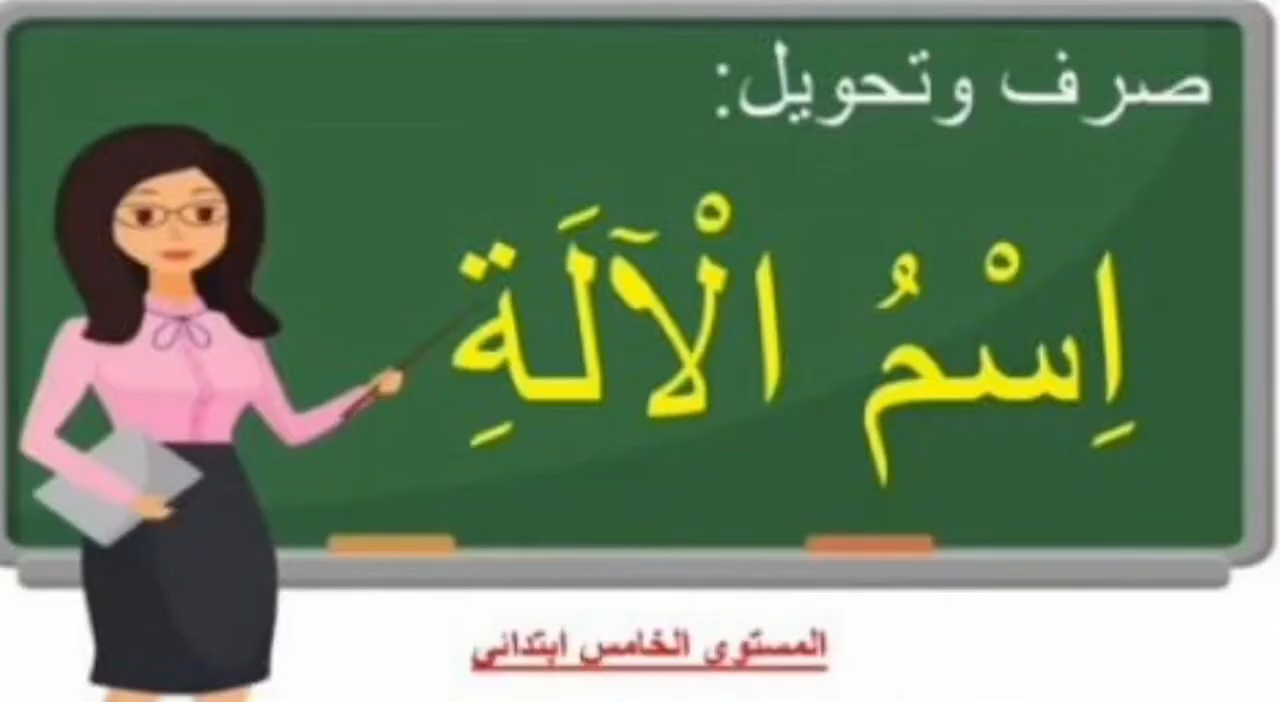 صرف وتحويل:
اِسْمُ الْآلَةِ
المستوى الخامس ابتدائي